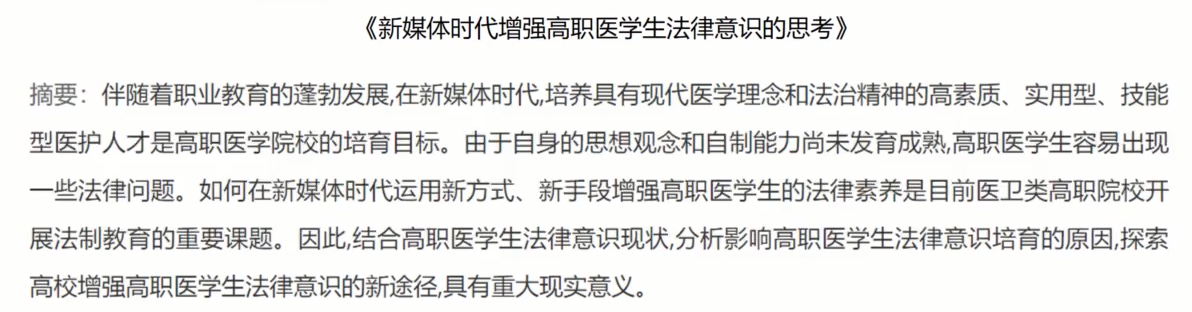 《新媒体时代增强高职医学生法律意识的思考》
摘要：伴随着职业教育的蓬勃发展,在新媒体时代,培养具有现代医学理念和法治精神的高素质、实用型、技能
型医护人才是高职医学院校的培育目标。由于自身的思想观念和自制能力尚未发育成熟,高职医学生容易出现
一些法律问题。如何在新媒体时代运用新方式、新手段增强高职医学生的法律素养是目前医卫类高职院校开
展法制教育的重要课题。因此,结合高职医学生法律意识现状,分析影响高职医学生法律意识培育的原因,探索
高校增强高职医学生法律意识的新途径,具有重大现实意义。